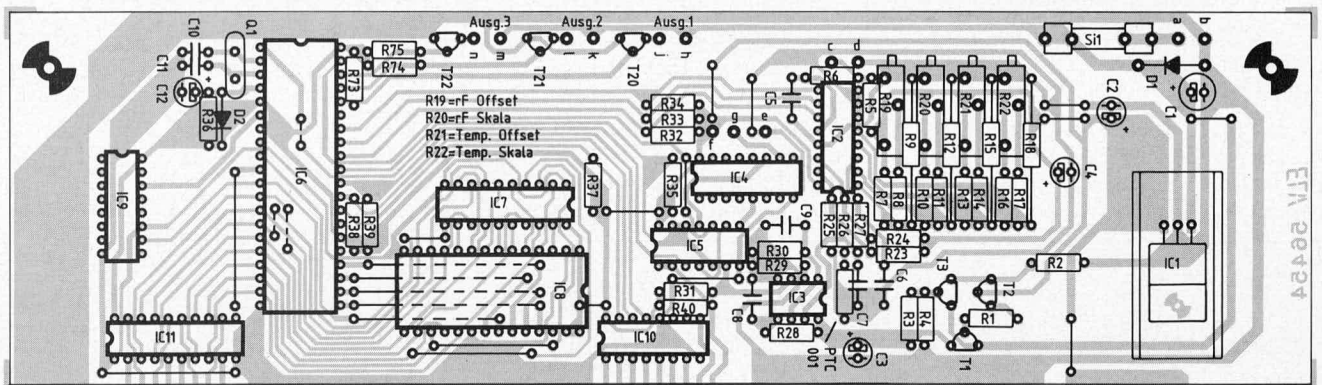 Ausg.3 Ausg.2 Ausg.1
n m l k j h
C10
C11
C12
Q1
R36
D2
R73
R75
R74
T22
T21
T20
R19=rF Offset
R20=rF Skala
R21=Temp. Offset
R22=Temp. Skala
R34
R33
R32
g e
f
C5
c d
R6
IC2
R5
R19
R20
R21
R22
R9
R12
R15
R18
Si1
a b
D1
C1
C2
C4
IC9
IC6
R38
R39
IC7
R37
R35
IC4
IC5
C9
R30
R29
R25
R26
R27
R7
R8
R10
R11
R13
R14
R16
R17
R24
R23
IC8
R31
R40
C8
IC3
C7
C6
R28
PTC
001
C3
R3
R4
T3
T2
R1
T1
R2
IC1
IC11
IC10
ELV 56454